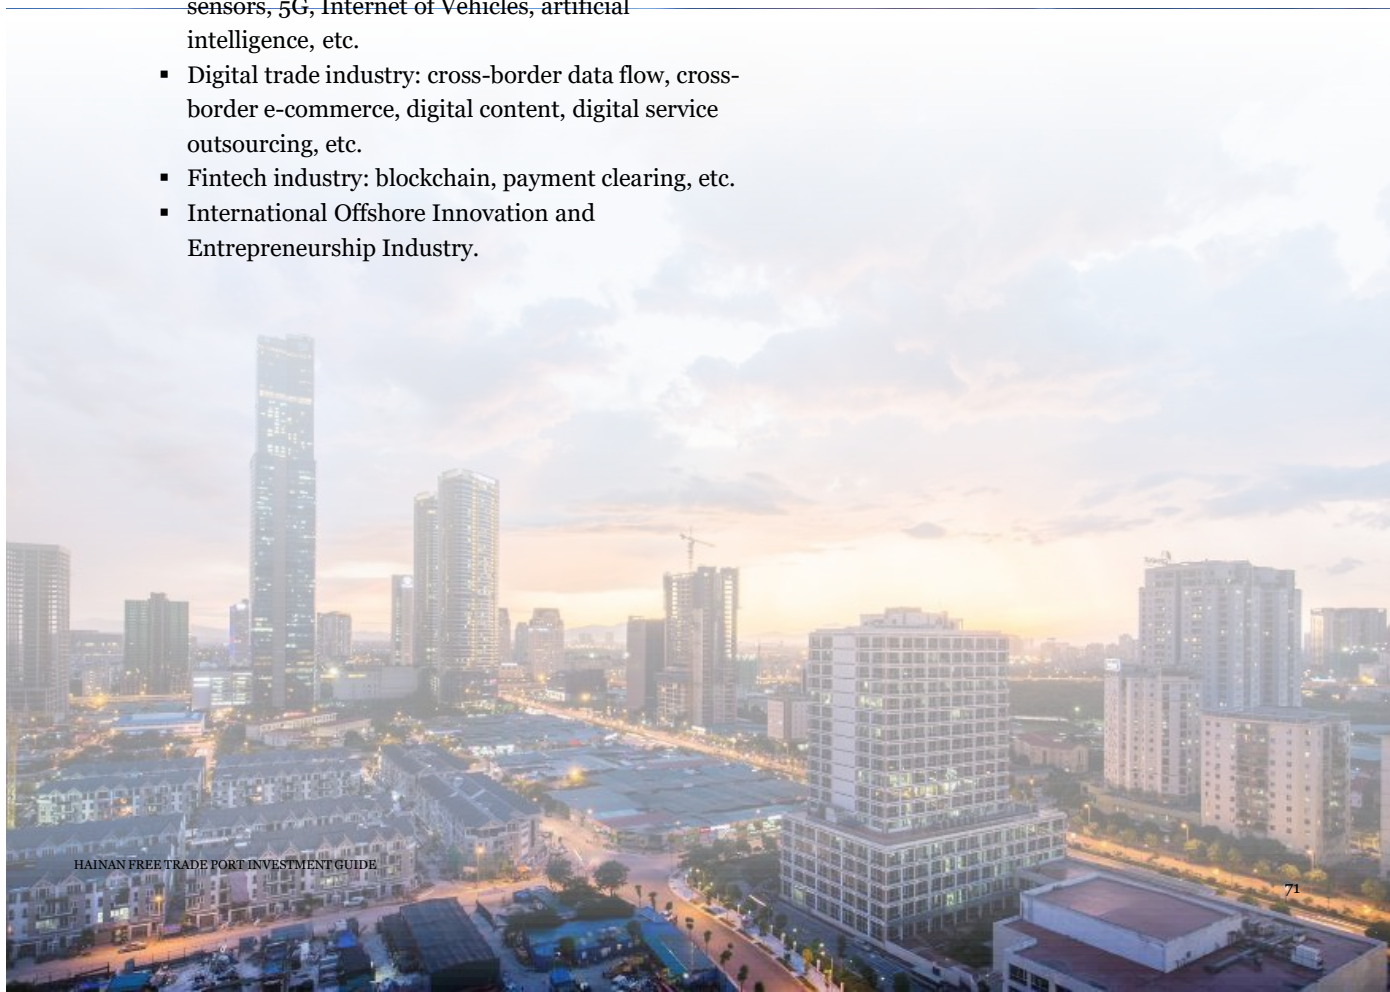 sensors, 5G, Internet of Vehicles, artificial
intelligence, etc.
▪ Digital trade industry: cross-border data flow, cross-
border e-commerce, digital content, digital service
outsourcing, etc.
▪ Fintech industry: blockchain, payment clearing, etc.
▪ International Offshore Innovation and
Entrepreneurship Industry.
HAINAN FREE TRADE PORT INVESTMENT GUIDE
71